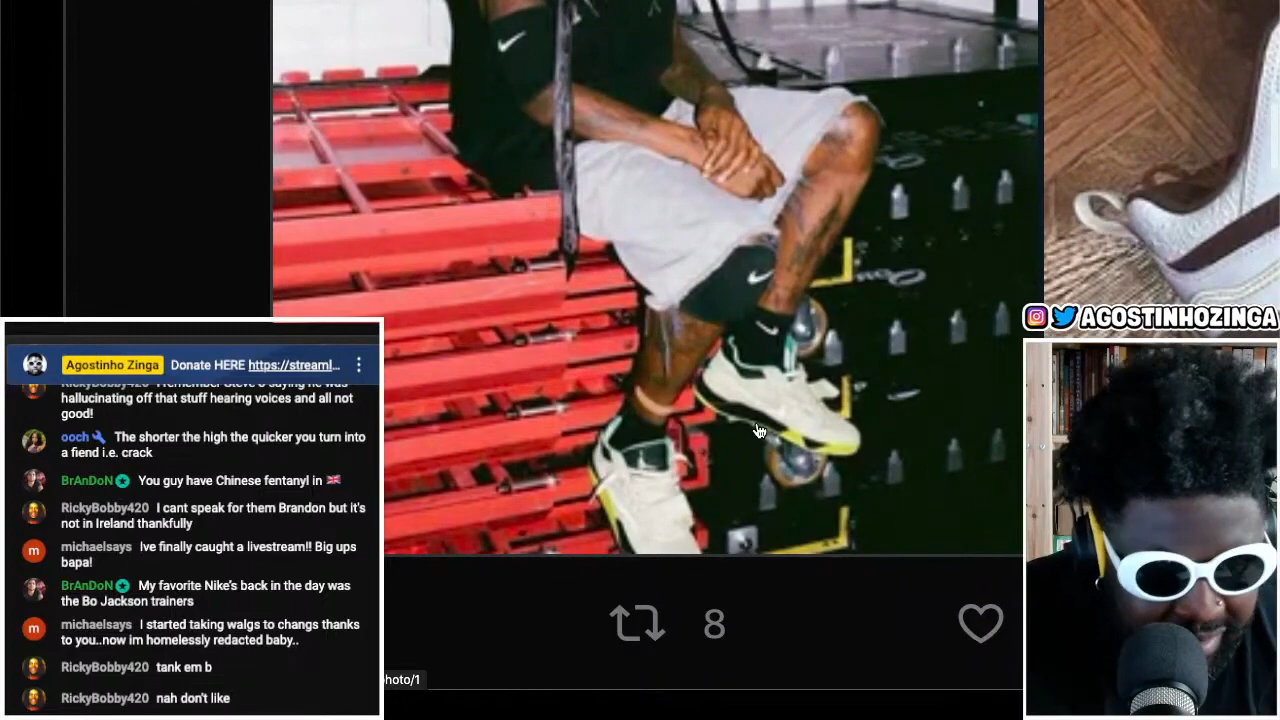 AGOSTINHOZINGA
Agostinho Zinga Donate HERE https://streaml...
hallucinating off that stuff hearing voices and all not
good!
ooch The shorter the high the quicker you turn into
a fiend i.e. crack
BrAnDoN You guy have Chinese fentanyl in 🇬🇧
RickyBobby420 I cant speak for them Brandon but it's
not in Ireland thankfully
michaelsays Ive finally caught a livestream!! Big ups
bapa!
BrAnDoN My favorite Nike's back in the day was
the Bo Jackson trainers
michaelsays I started taking walgs to changs thanks
to you..now im homelessly redacted baby..
RickyBobby420 tank em b
RickyBobby420 nah don't like
8
hoto/1